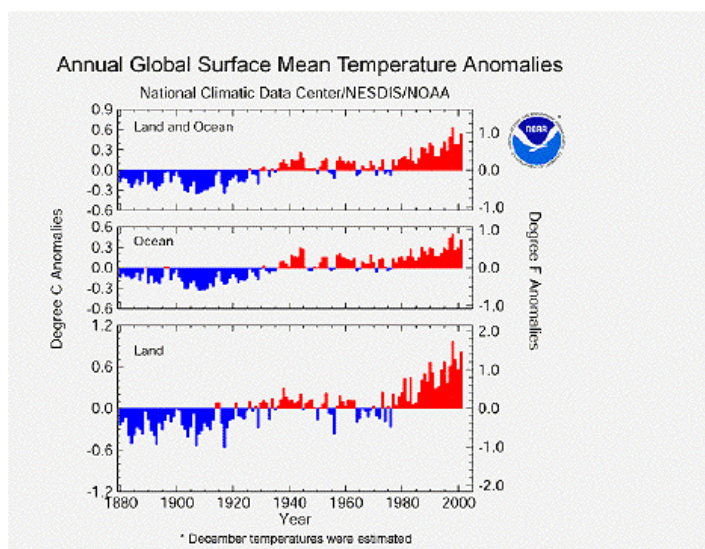 Annual Global Surface Mean Temperature Anomalies
National Climatic Data Center/NESDIS/NOAA
Land and Ocean
0.9
0.6
0.3
0.0
-0.3
-0.6
1.0
0.0
-1.0
NOAA
Ocean
0.6
0.3
0.0
-0.3
-0.6
1.0
0.0
-1.0
Degree C Anomalies
Degree F Anomalies
Land
1.2
0.6
0.0
-0.6
-1.2
2.0
1.0
0.0
-1.0
-2.0
1880 1900 1920 1940 1960 1980 2000
Year
* December temperatures were estimated